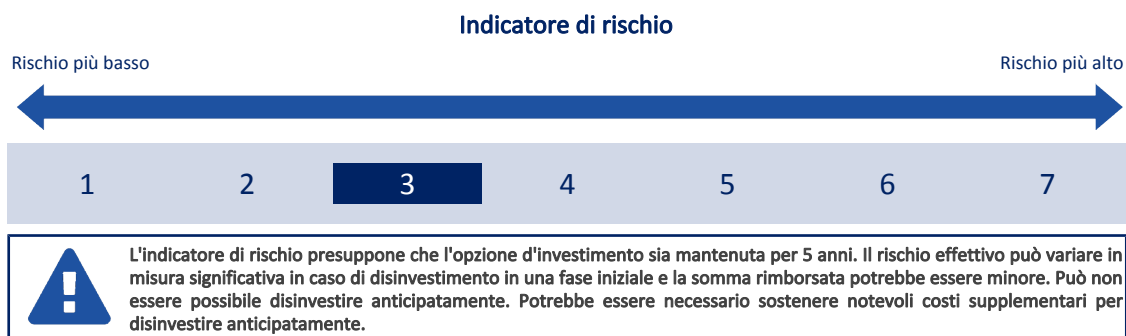 Indicatore di rischio
Rischio più basso Rischio più alto
1 2 3 4 5 6 7
L'indicatore di rischio presuppone che l'opzione d'investimento sia mantenuta per 5 anni. Il rischio effettivo può variare in
misura significativa in caso di disinvestimento in una fase iniziale e la somma rimborsata potrebbe essere minore. Può non
essere possibile disinvestire anticipatamente. Potrebbe essere necessario sostenere notevoli costi supplementari per
disinvestire anticipatamente.